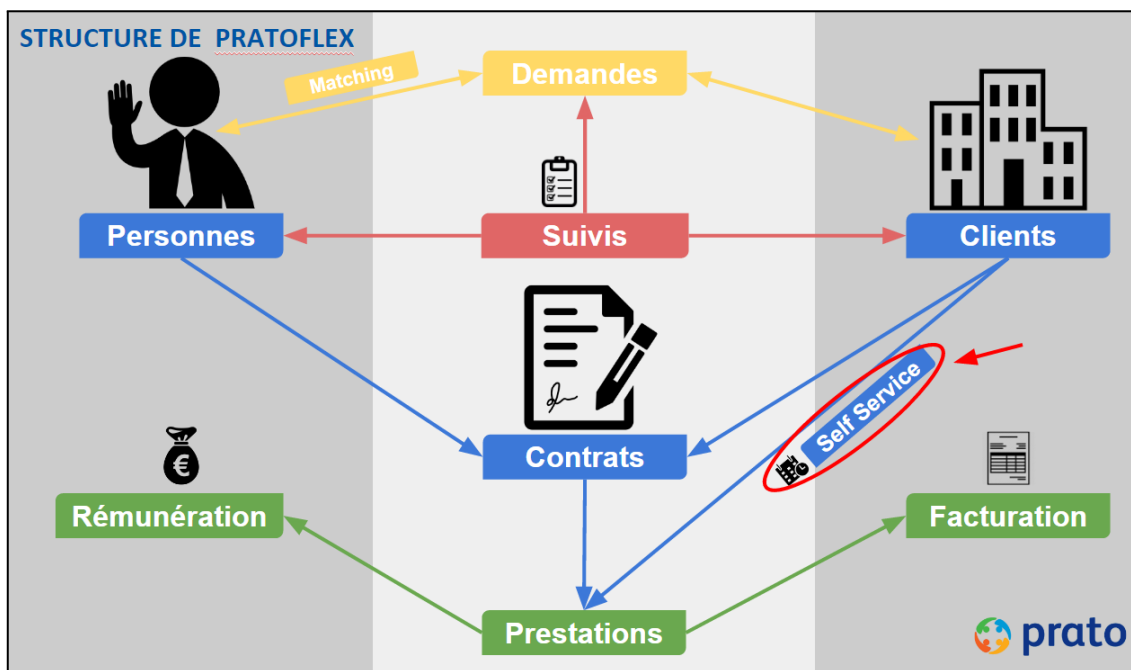 STRUCTURE DE PRATOFLEX
Matching
Demandes
Personnes
Suivis
Clients
Self Service
Contrats
€
Rémunération
Facturation
Prestations
prato